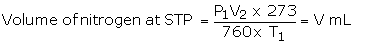 Volume of nitrogen at STP = P₁V₂ x 273 / 760x T₁ = V mL